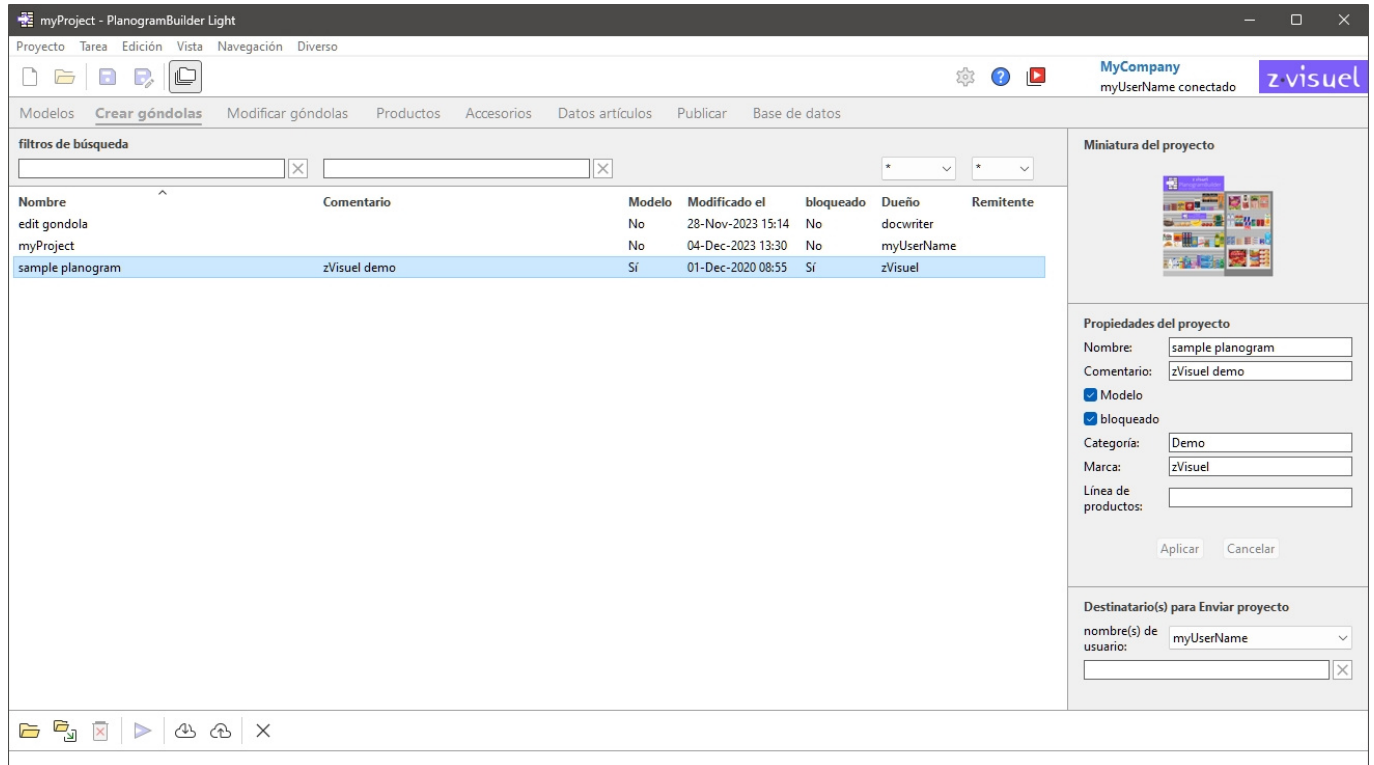 myProject - PlanogramBuilder Light
Proyecto Tarea Edición Vista Navegación Diverso
MyCompany
myUserName conectado
z·visuel
Modelos Crear góndolas Modificar góndolas Productos Accesorios Datos artículos Publicar Base de datos
filtros de búsqueda
* *
Nombre Comentario Modelo Modificado el bloqueado Dueño Remitente
edit gondola No 28-Nov-2023 15:14 No docwriter
myProject No 04-Dec-2023 13:30 No myUserName
sample planogram zVisuel demo Sí 01-Dec-2020 08:55 Sí zVisuel
Miniatura del proyecto
Propiedades del proyecto
Nombre: sample planogram
Comentario: zVisuel demo
Modelo
bloqueado
Categoría: Demo
Marca: zVisuel
Línea de
productos:
Aplicar Cancelar
Destinatario(s) para Enviar proyecto
nombre(s) de
usuario: myUserName